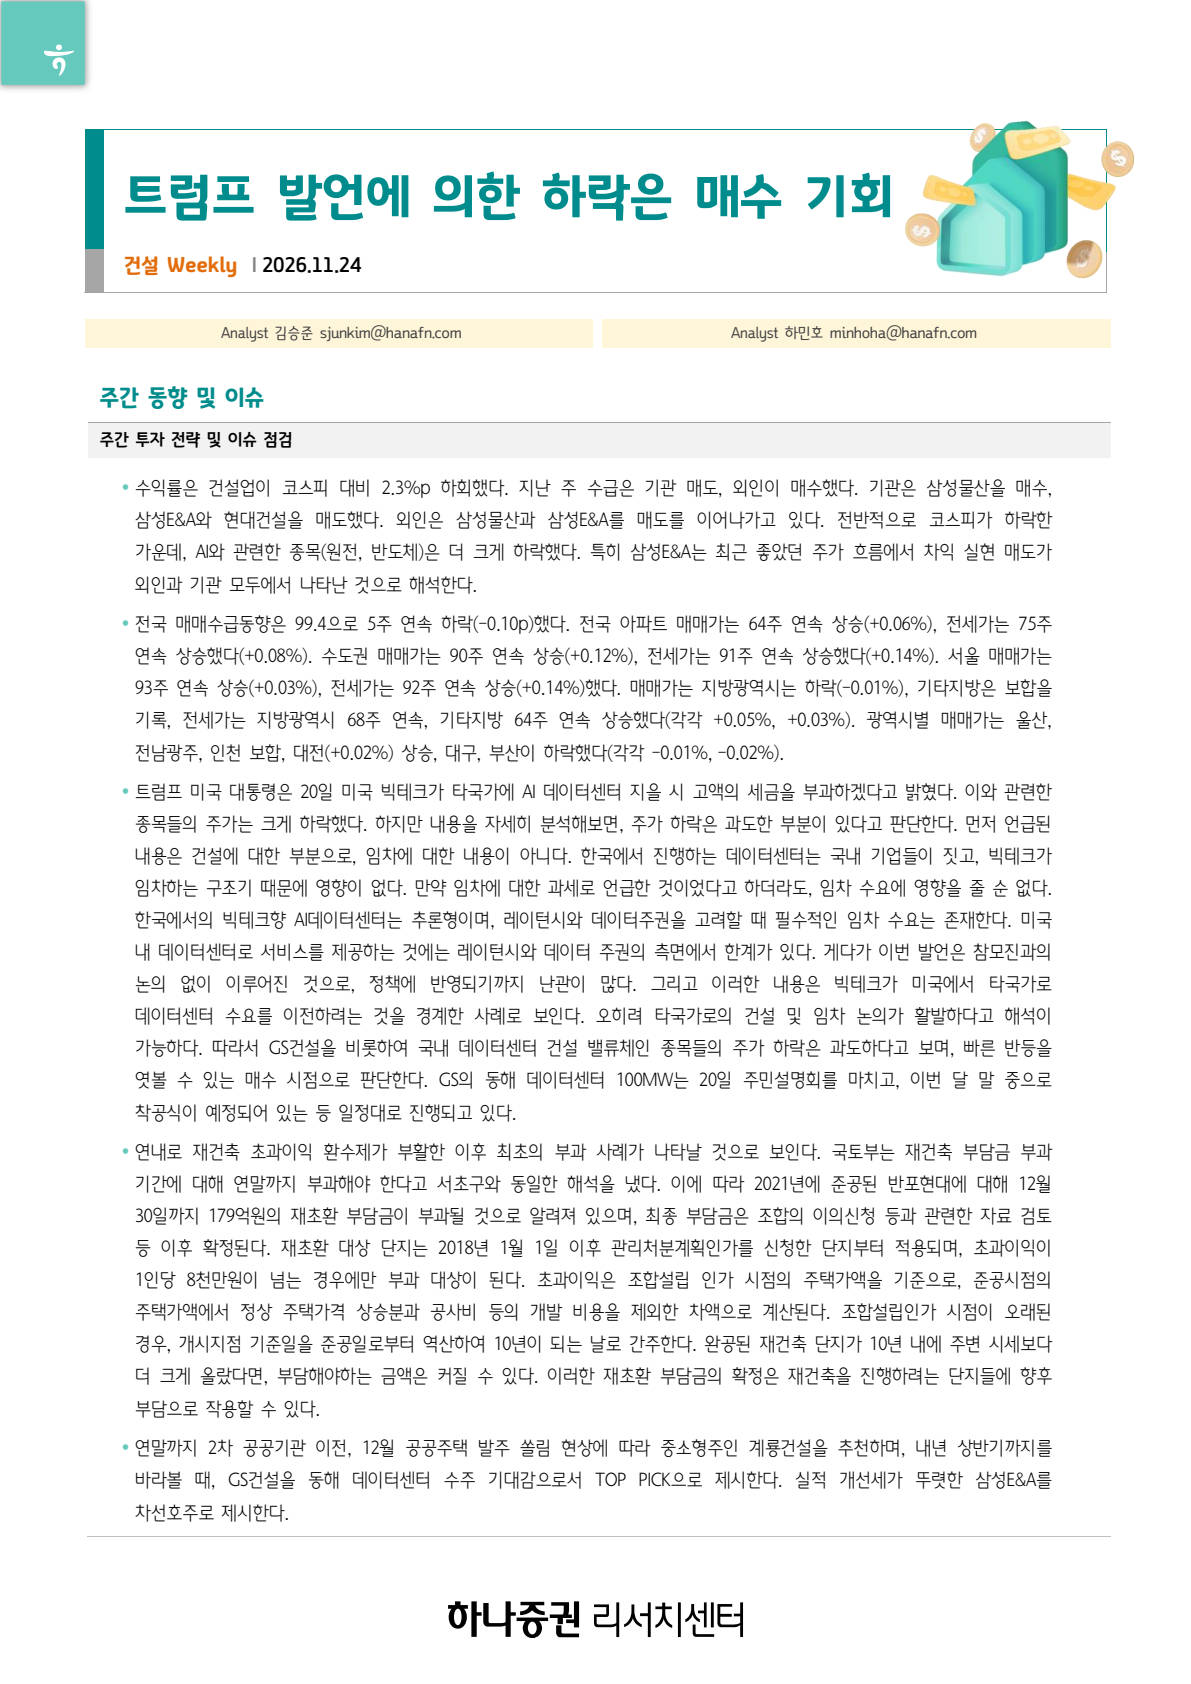 트럼프 발언에 의한 하락은 매수 기회
건설 Weekly | 2026.11.24
Analyst 김승준 sjunkim@hanafn.com
Analyst 하민호 minhoha@hanafn.com
주간 동향 및 이슈
주간 투자 전략 및 이슈 점검
• 수익률은 건설업이 코스피 대비 2.3%p 하회했다. 지난 주 수급은 기관 매도, 외인이 매수했다. 기관은 삼성물산을 매수,
삼성E&A와 현대건설을 매도했다. 외인은 삼성물산과 삼성E&A를 매도를 이어나가고 있다. 전반적으로 코스피가 하락한
가운데, AI와 관련한 종목(원전, 반도체)은 더 크게 하락했다. 특히 삼성E&A는 최근 좋았던 주가 흐름에서 차익 실현 매도가
외인과 기관 모두에서 나타난 것으로 해석한다.
• 전국 매매수급동향은 99.4으로 5주 연속 하락(-0.10p)했다. 전국 아파트 매매가는 64주 연속 상승(+0.06%), 전세가는 75주
연속 상승했다(+0.08%). 수도권 매매가는 90주 연속 상승(+0.12%), 전세가는 91주 연속 상승했다(+0.14%). 서울 매매가는
93주 연속 상승(+0.03%), 전세가는 92주 연속 상승(+0.14%)했다. 매매가는 지방광역시는 하락(-0.01%), 기타지방은 보합을
기록, 전세가는 지방광역시 68주 연속, 기타지방 64주 연속 상승했다(각각 +0.05%, +0.03%). 광역시별 매매가는 울산,
전남광주, 인천 보합, 대전(+0.02%) 상승, 대구, 부산이 하락했다(각각 -0.01%, -0.02%).
• 트럼프 미국 대통령은 20일 미국 빅테크가 타국가에 AI 데이터센터 지을 시 고액의 세금을 부과하겠다고 밝혔다. 이와 관련한
종목들의 주가는 크게 하락했다. 하지만 내용을 자세히 분석해보면, 주가 하락은 과도한 부분이 있다고 판단한다. 먼저 언급된
내용은 건설에 대한 부분으로, 임차에 대한 내용이 아니다. 한국에서 진행하는 데이터센터는 국내 기업들이 짓고, 빅테크가
임차하는 구조기 때문에 영향이 없다. 만약 임차에 대한 과세로 언급한 것이었다고 하더라도, 임차 수요에 영향을 줄 순 없다.
한국에서의 빅테크향 AI데이터센터는 추론형이며, 레이턴시와 데이터주권을 고려할 때 필수적인 임차 수요는 존재한다. 미국
내 데이터센터로 서비스를 제공하는 것에는 레이턴시와 데이터 주권의 측면에서 한계가 있다. 게다가 이번 발언은 참모진과의
논의 없이 이루어진 것으로, 정책에 반영되기까지 난관이 많다. 그리고 이러한 내용은 빅테크가 미국에서 타국가로
데이터센터 수요를 이전하려는 것을 경계한 사례로 보인다. 오히려 타국가로의 건설 및 임차 논의가 활발하다고 해석이
가능하다. 따라서 GS건설을 비롯하여 국내 데이터센터 건설 밸류체인 종목들의 주가 하락은 과도하다고 보며, 빠른 반등을
엿볼 수 있는 매수 시점으로 판단한다. GS의 동해 데이터센터 100MW는 20일 주민설명회를 마치고, 이번 달 말 중으로
착공식이 예정되어 있는 등 일정대로 진행되고 있다.
• 연내로 재건축 초과이익 환수제가 부활한 이후 최초의 부과 사례가 나타날 것으로 보인다. 국토부는 재건축 부담금 부과
기간에 대해 연말까지 부과해야 한다고 서초구와 동일한 해석을 냈다. 이에 따라 2021년에 준공된 반포현대에 대해 12월
30일까지 179억원의 재초환 부담금이 부과될 것으로 알려져 있으며, 최종 부담금은 조합의 이의신청 등과 관련한 자료 검토
등 이후 확정된다. 재초환 대상 단지는 2018년 1월 1일 이후 관리처분계획인가를 신청한 단지부터 적용되며, 초과이익이
1인당 8천만원이 넘는 경우에만 부과 대상이 된다. 초과이익은 조합설립 인가 시점의 주택가액을 기준으로, 준공시점의
주택가액에서 정상 주택가격 상승분과 공사비 등의 개발 비용을 제외한 차액으로 계산된다. 조합설립인가 시점이 오래된
경우, 개시지점 기준일을 준공일로부터 역산하여 10년이 되는 날로 간주한다. 완공된 재건축 단지가 10년 내에 주변 시세보다
더 크게 올랐다면, 부담해야하는 금액은 커질 수 있다. 이러한 재초환 부담금의 확정은 재건축을 진행하려는 단지들에 향후
부담으로 작용할 수 있다.
• 연말까지 2차 공공기관 이전, 12월 공공주택 발주 쏠림 현상에 따라 중소형주인 계룡건설을 추천하며, 내년 상반기까지를
바라볼 때, GS건설을 동해 데이터센터 수주 기대감으로서 TOP PICK으로 제시한다. 실적 개선세가 뚜렷한 삼성E&A를
차선호주로 제시한다.
하나증권 리서치센터